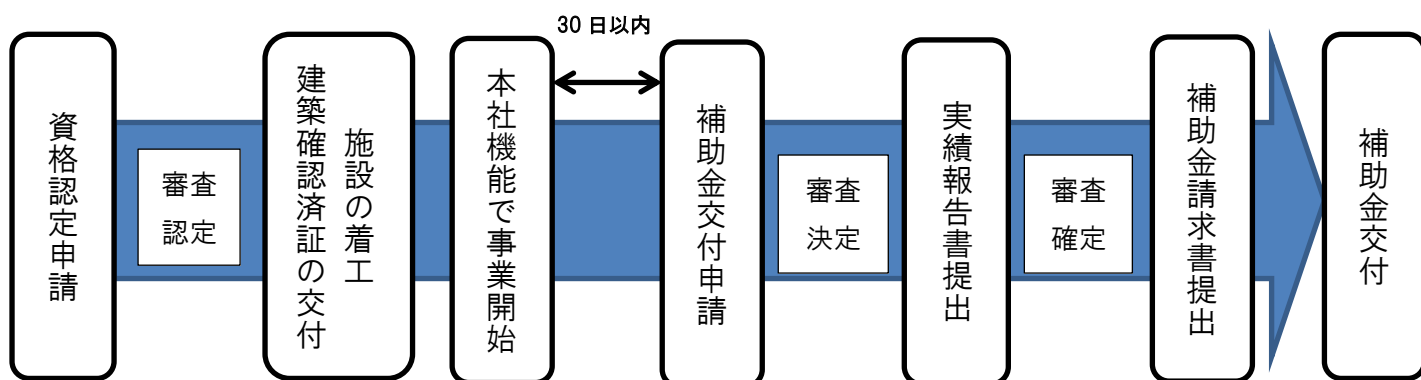 30 日以内
資格認定申請
審査
認定
施設の着工
建築確認済証の交付
本社機能で事業開始
補助金交付申請
審査
決定
実績報告書提出
審査
確定
補助金請求書提出
補助金交付